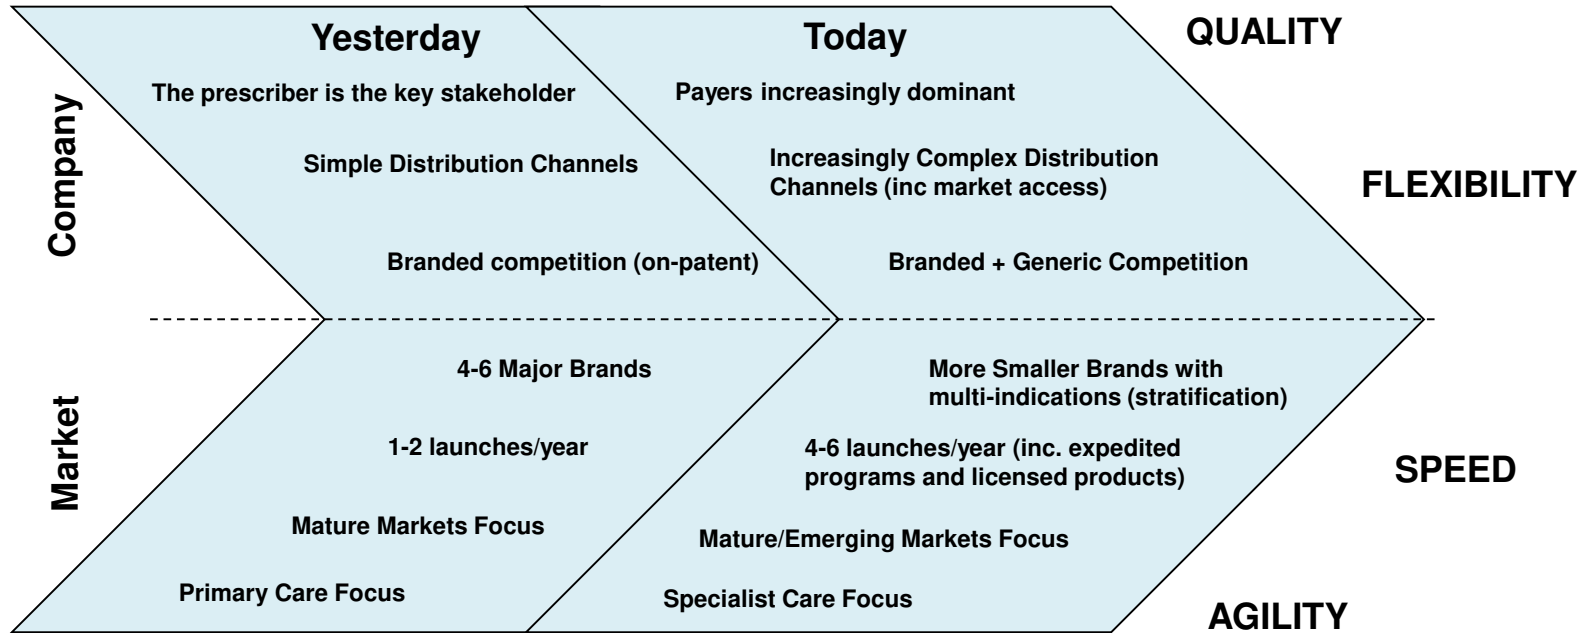 Yesterday
Today
QUALITY
Company
The prescriber is the key stakeholder
Payers increasingly dominant
Simple Distribution Channels
Increasingly Complex Distribution
Channels (inc market access)
FLEXIBILITY
Branded competition (on-patent)
Branded + Generic Competition
Market
4-6 Major Brands
More Smaller Brands with
multi-indications (stratification)
1-2 launches/year
4-6 launches/year (inc. expedited
programs and licensed products)
SPEED
Mature Markets Focus
Mature/Emerging Markets Focus
Primary Care Focus
Specialist Care Focus
AGILITY